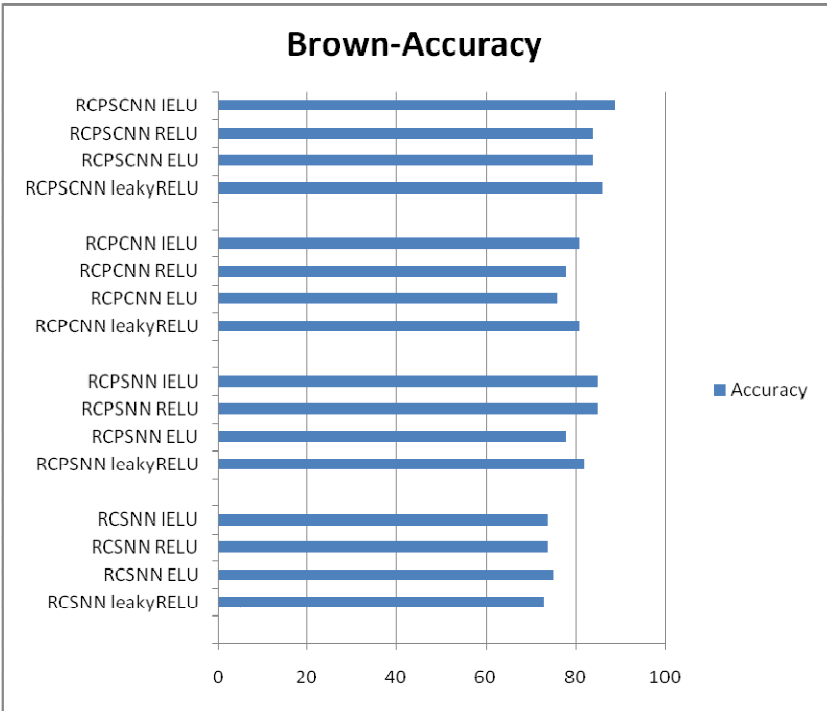 Brown-Accuracy
RCPSCNN IELU
RCPSCNN RELU
RCPSCNN ELU
RCPSCNN leakyRELU
RCPCNN IELU
RCPCNN RELU
RCPCNN ELU
RCPCNN leakyRELU
RCPSNN IELU
RCPSNN RELU
RCPSNN ELU
RCPSNN leakyRELU
RCSNN IELU
RCSNN RELU
RCSNN ELU
RCSNN leakyRELU
0 20 40 60 80 100
Accuracy